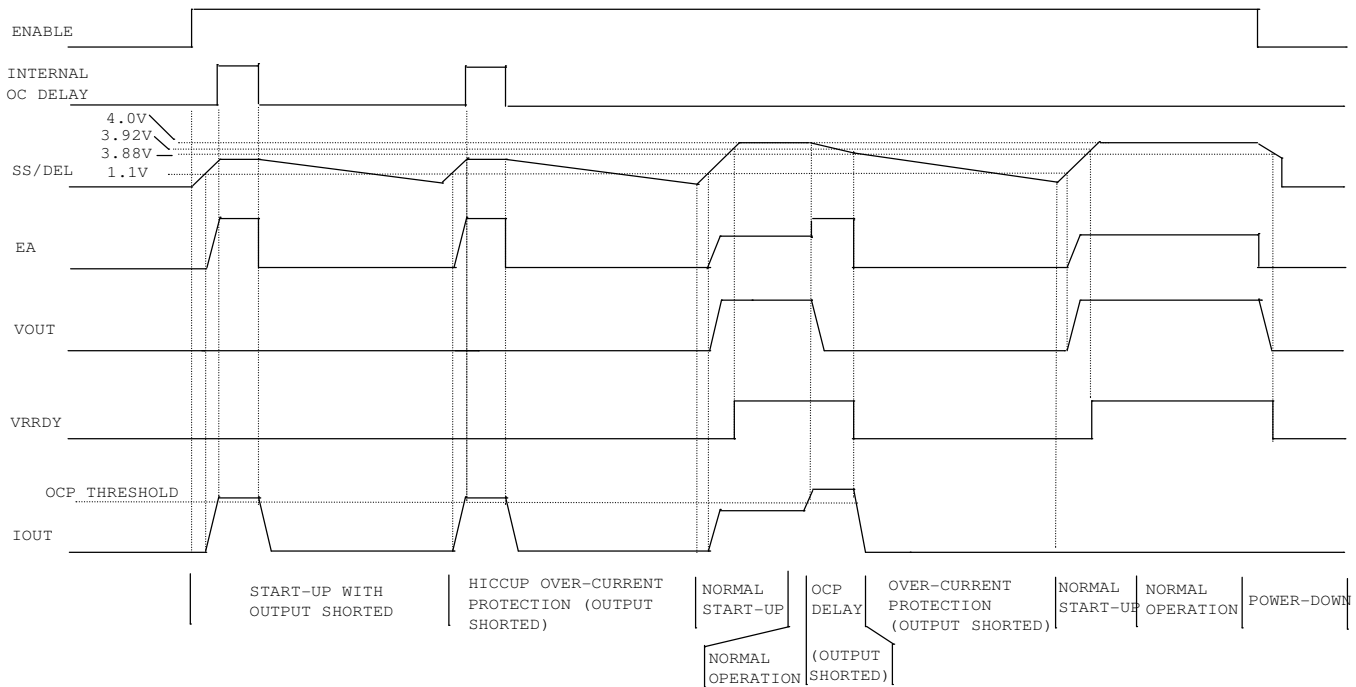 ENABLE
INTERNAL
OC DELAY
4.0V
3.92V
3.88V
SS/DEL
1.1V
EA
VOUT
VRRDY
OCP THRESHOLD
IOUT
START-UP WITH
OUTPUT SHORTED
HICCUP OVER-CURRENT
PROTECTION (OUTPUT
SHORTED)
NORMAL
START-UP
OCP
DELAY
OVER-CURRENT
PROTECTION
(OUTPUT SHORTED)
NORMAL
START-UP
NORMAL
OPERATION
POWER-DOWN
NORMAL
OPERATION
(OUTPUT
SHORTED)